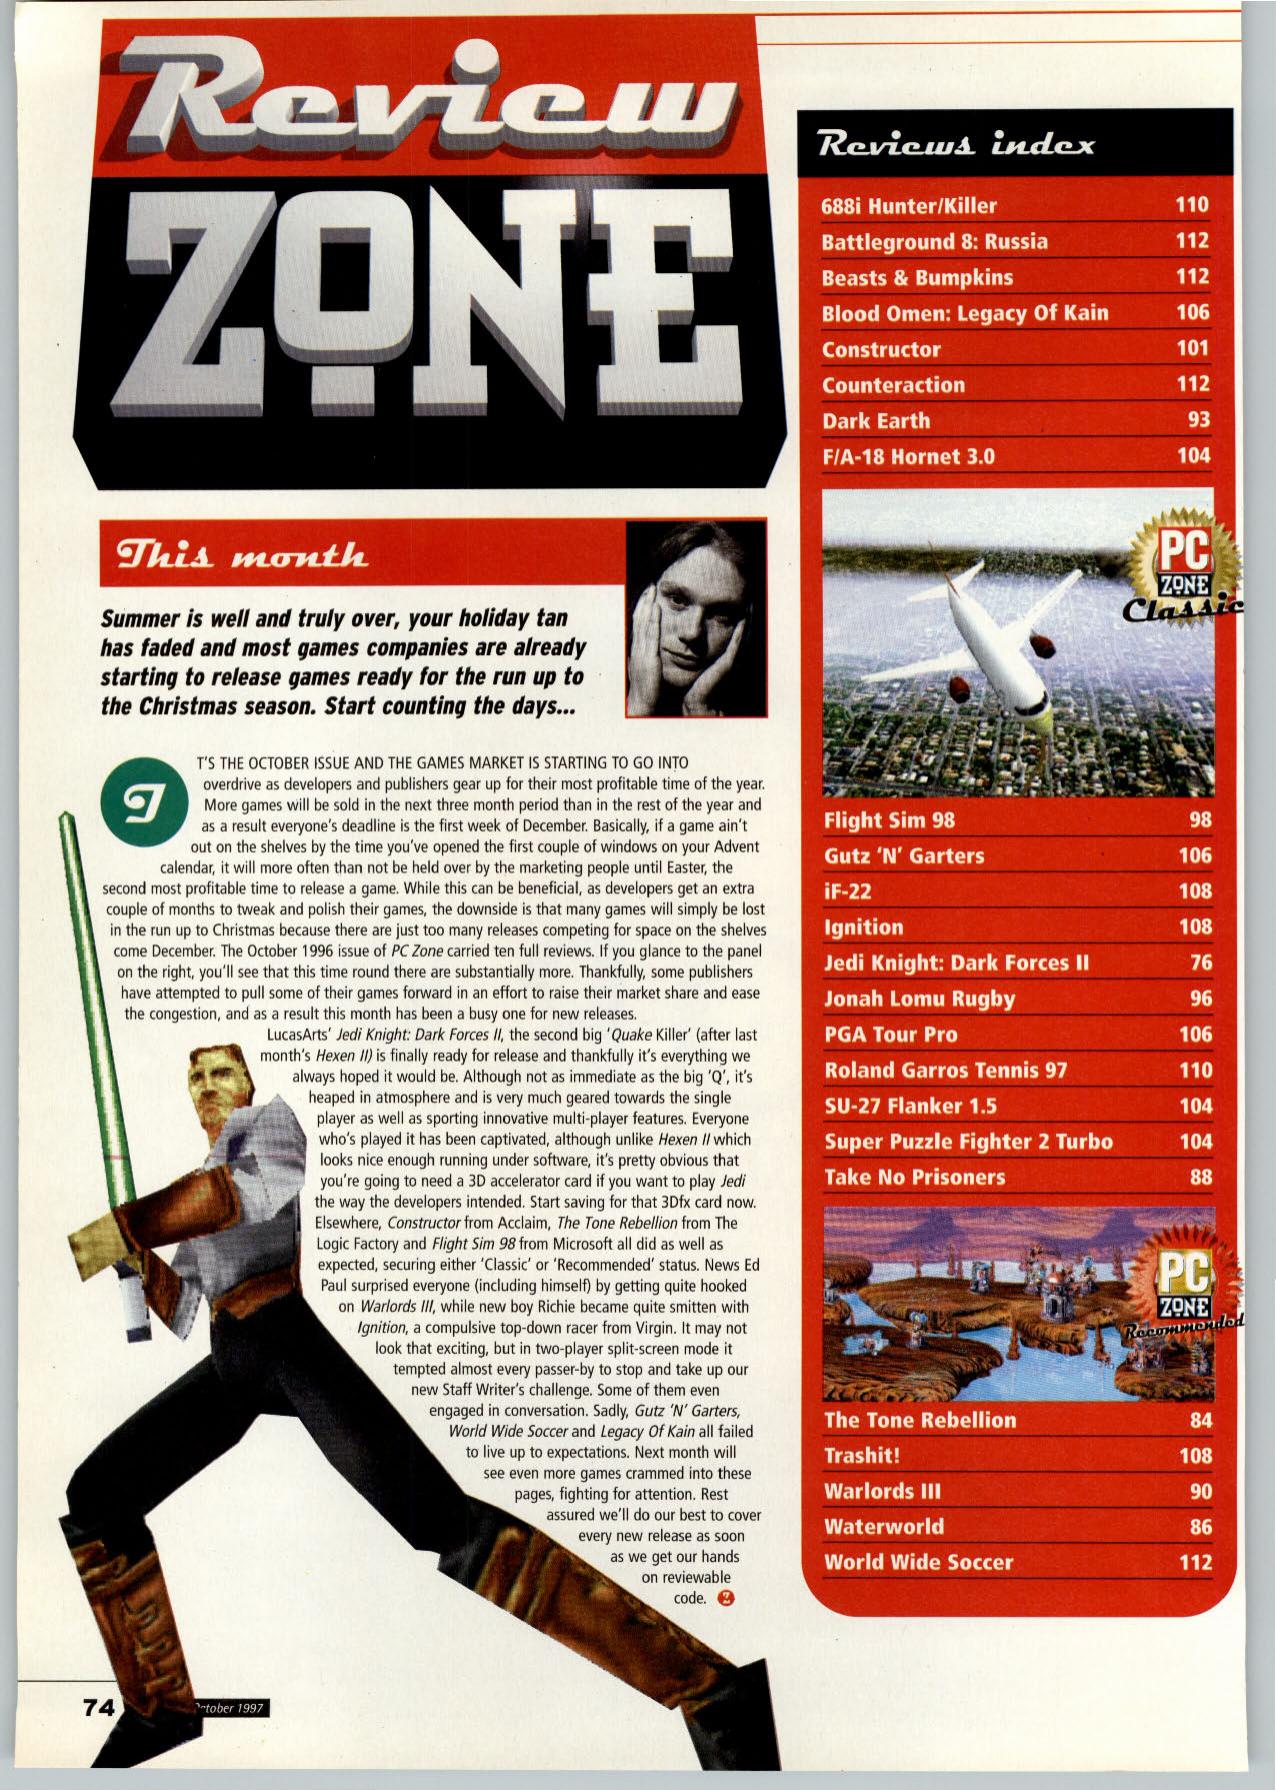 Review
ZONE
This month
Summer is well and truly over, your holiday tan
has faded and most games companies are already
starting to release games ready for the run up to
the Christmas season. Start counting the days...
IT'S THE OCTOBER ISSUE AND THE GAMES MARKET IS STARTING TO GO INTO
overdrive as developers and publishers gear up for their most profitable time of the year.
More games will be sold in the next three month period than in the rest of the year and
as a result everyone's deadline is the first week of December. Basically, if a game ain't
out on the shelves by the time you've opened the first couple of windows on your Advent
calendar, it will more often than not be held over by the marketing people until Easter, the
second most profitable time to release a game. While this can be beneficial, as developers get an extra
couple of months to tweak and polish their games, the downside is that many games will simply be lost
in the run up to Christmas because there are just too many releases competing for space on the shelves
come December. The October 1996 issue of PC Zone carried ten full reviews. If you glance to the panel
on the right, you'll see that this time round there are substantially more. Thankfully, some publishers
have attempted to pull some of their games forward in an effort to raise their market share and ease
the congestion, and as a result this month has been a busy one for new releases.
LucasArts' Jedi Knight: Dark Forces II, the second big 'Quake Killer' (after last
month's Hexen II) is finally ready for release and thankfully it's everything we
always hoped it would be. Although not as immediate as the big 'Q', it's
heaped in atmosphere and is very much geared towards the single
player as well as sporting innovative multi-player features. Everyone
who's played it has been captivated, although unlike Hexen II which
looks nice enough running under software, it's pretty obvious that
you're going to need a 3D accelerator card if you want to play Jedi
the way the developers intended. Start saving for that 3Dfx card now.
Elsewhere, Constructor from Acclaim, The Tone Rebellion from The
Logic Factory and Flight Sim 98 from Microsoft all did as well as
expected, securing either 'Classic' or 'Recommended' status. News Ed
Paul surprised everyone (including himself) by getting quite hooked
on Warlords III, while new boy Richie became quite smitten with
Ignition, a compulsive top-down racer from Virgin. It may not
look that exciting, but in two-player split-screen mode it
tempted almost every passer-by to stop and take up our
new Staff Writer's challenge. Some of them even
engaged in conversation. Sadly, Gutz 'N' Garters,
World Wide Soccer and Legacy Of Kain all failed
to live up to expectations. Next month will
see even more games crammed into these
pages, fighting for attention. Rest
assured we'll do our best to cover
every new release as soon
as we get our hands
on reviewable
code. Z
74
October 1997
Reviews index
688i Hunter/Killer 110
Battleground 8: Russia 112
Beasts & Bumpkins 112
Blood Omen: Legacy Of Kain 106
Constructor 101
Counteraction 112
Dark Earth 93
F/A-18 Hornet 3.0 104
PC
ZONE
Classic
Flight Sim 98 98
Gutz 'N' Garters 106
iF-22 108
Ignition 108
Jedi Knight: Dark Forces II 76
Jonah Lomu Rugby 96
PGA Tour Pro 106
Roland Garros Tennis 97 110
SU-27 Flanker 1.5 104
Super Puzzle Fighter 2 Turbo 104
Take No Prisoners 88
PC
ZONE
Recommended
The Tone Rebellion 84
Trashit! 108
Warlords III 90
Waterworld 86
World Wide Soccer 112